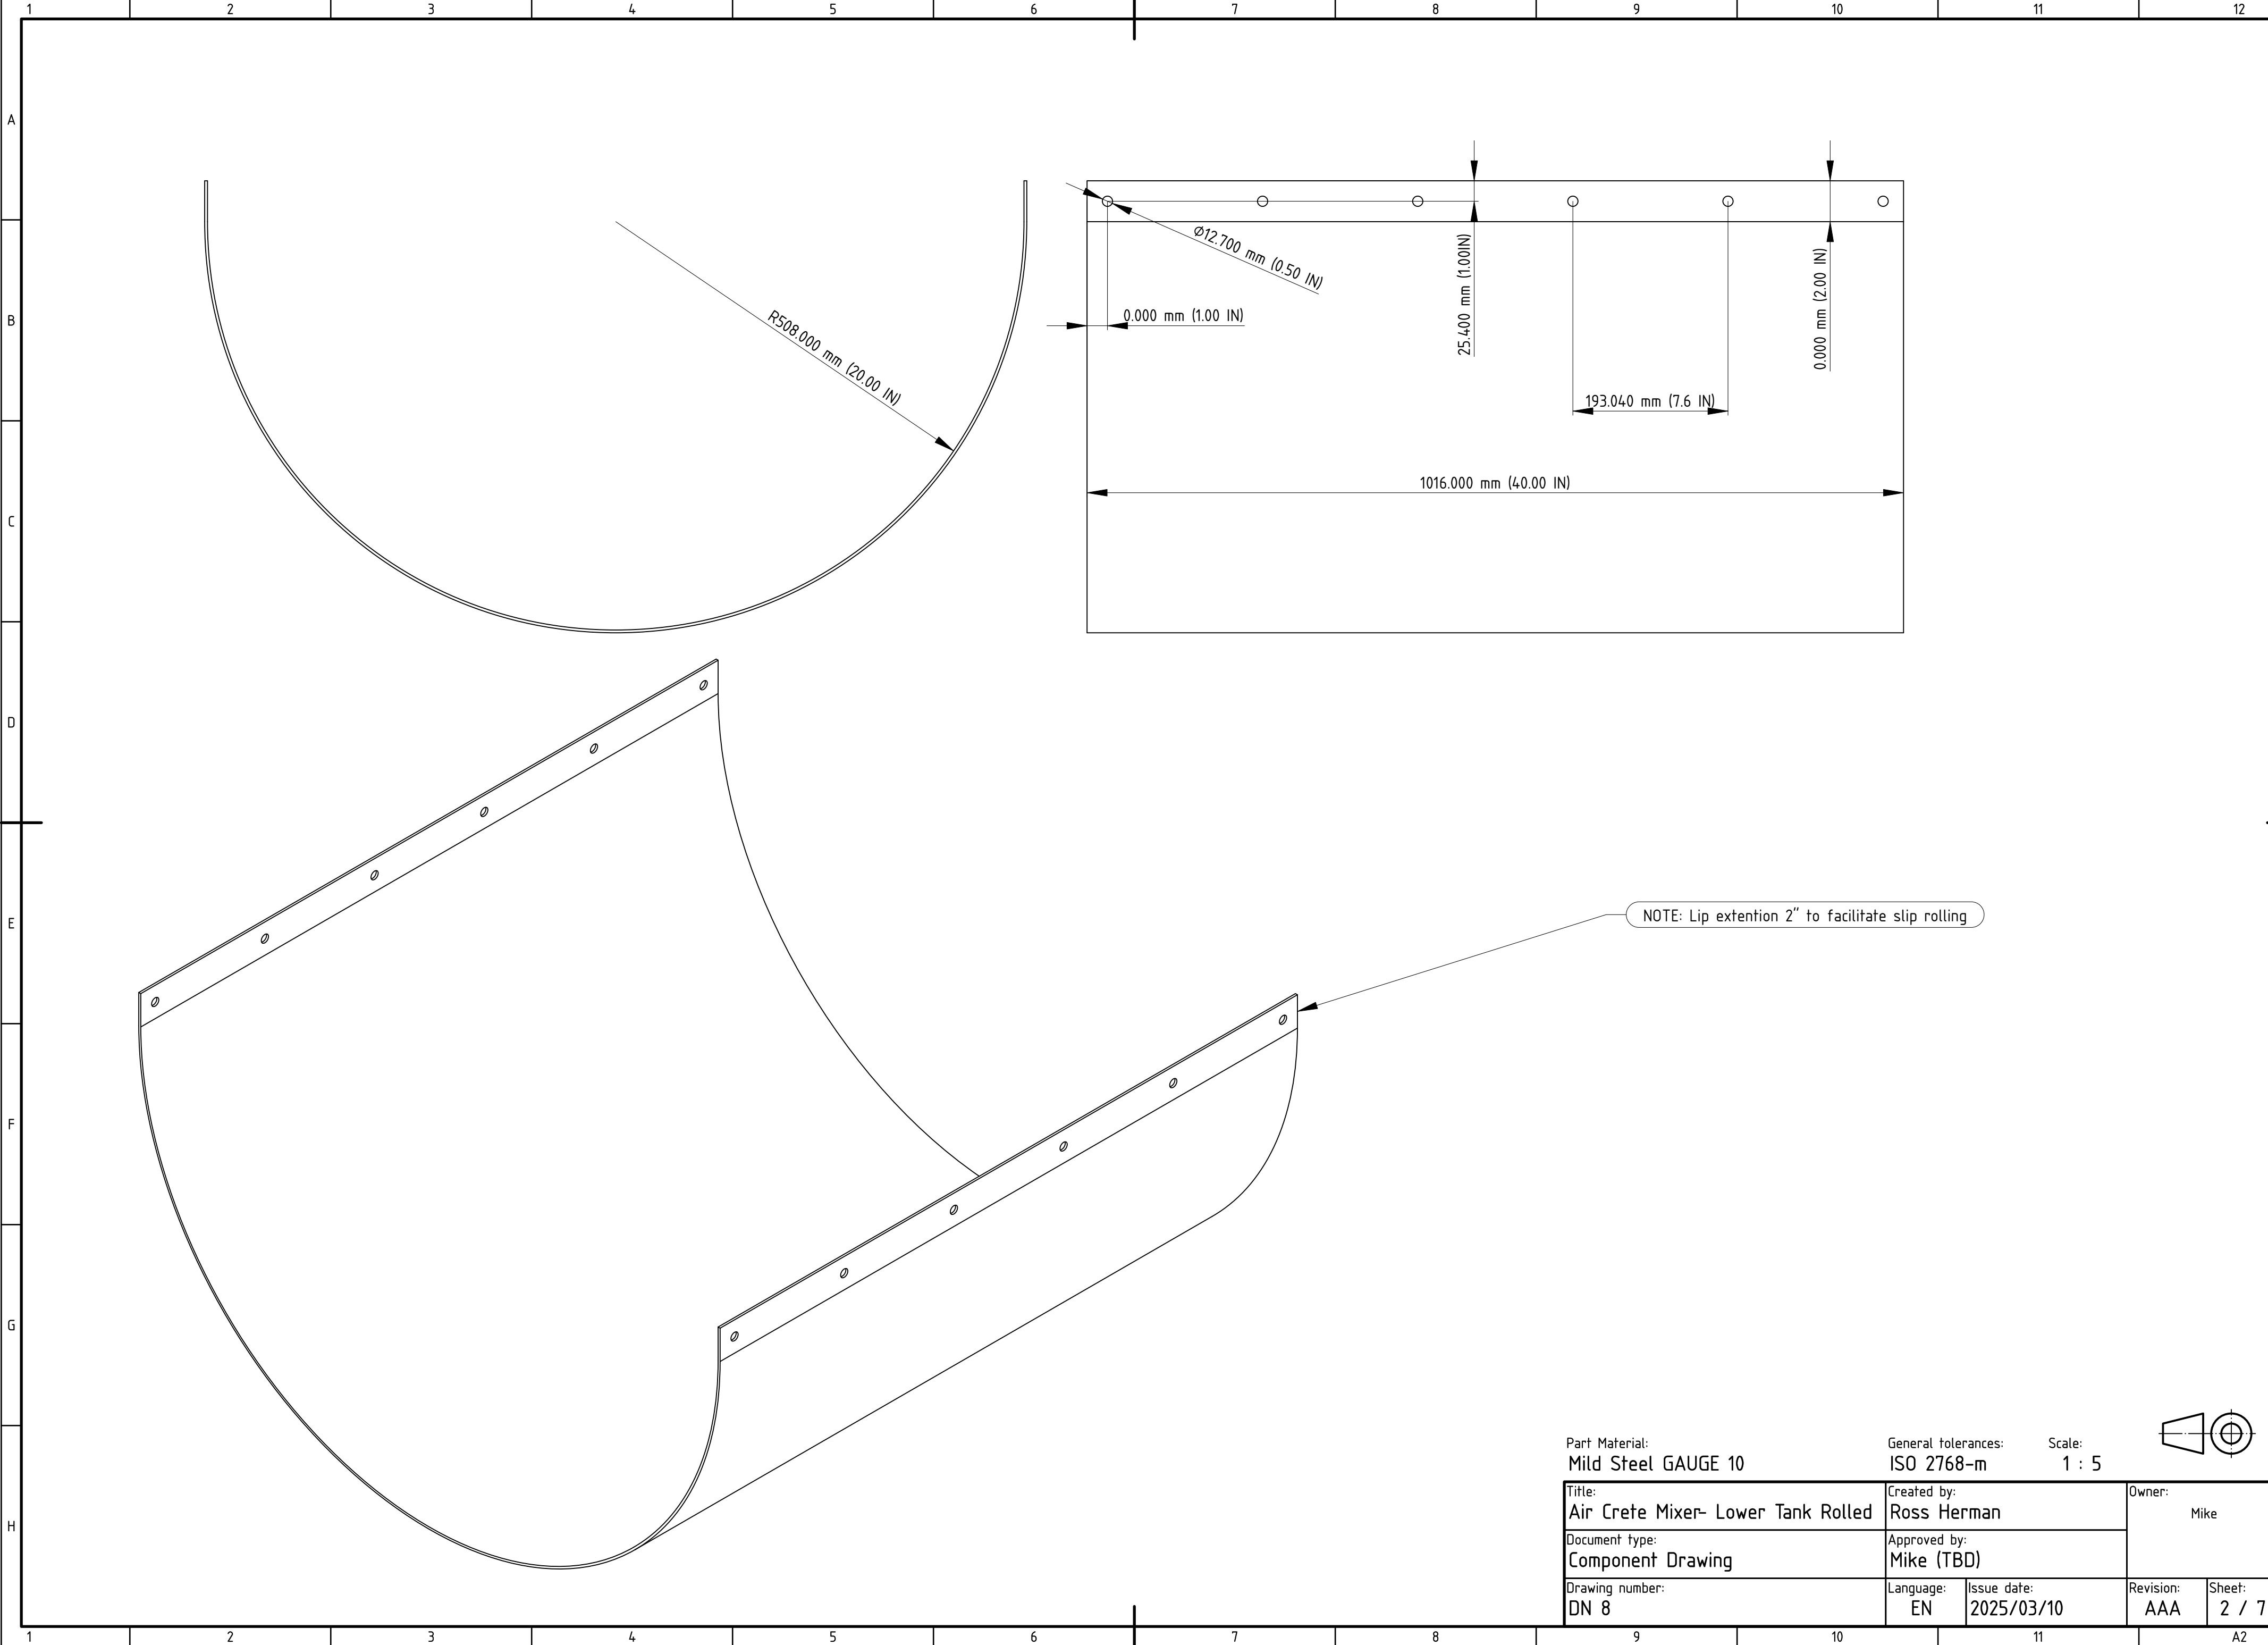 1 2 3 4 5 6 7 8 9 10 11 12
A
B
C
D
E
F
G
H
R508.000 mm (20.00 IN)
Ø12.700 mm (0.50 IN)
0.000 mm (1.00 IN)
25.400 mm (1.00IN)
0.000 mm (2.00 IN)
193.040 mm (7.6 IN)
1016.000 mm (40.00 IN)
NOTE: Lip extention 2" to facilitate slip rolling
Part Material:
Mild Steel GAUGE 10
General tolerances:
ISO 2768-m
Scale:
1 : 5
Title:
Air Crete Mixer- Lower Tank Rolled
Created by:
Ross Herman
Owner:
Mike
Document type:
Component Drawing
Approved by:
Mike (TBD)
Drawing number:
DN 8
Language:
EN
Issue date:
2025/03/10
Revision:
AAA
Sheet:
2 / 7
1 2 3 4 5 6 7 8 9 10 11 A2